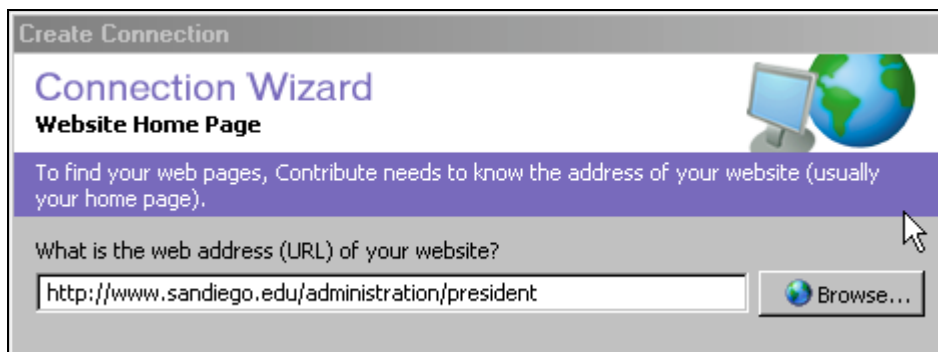 Create Connection
Connection Wizard
Website Home Page
To find your web pages, Contribute needs to know the address of your website (usually
your home page).
What is the web address (URL) of your website?
http://www.sandiego.edu/administration/president
Browse...